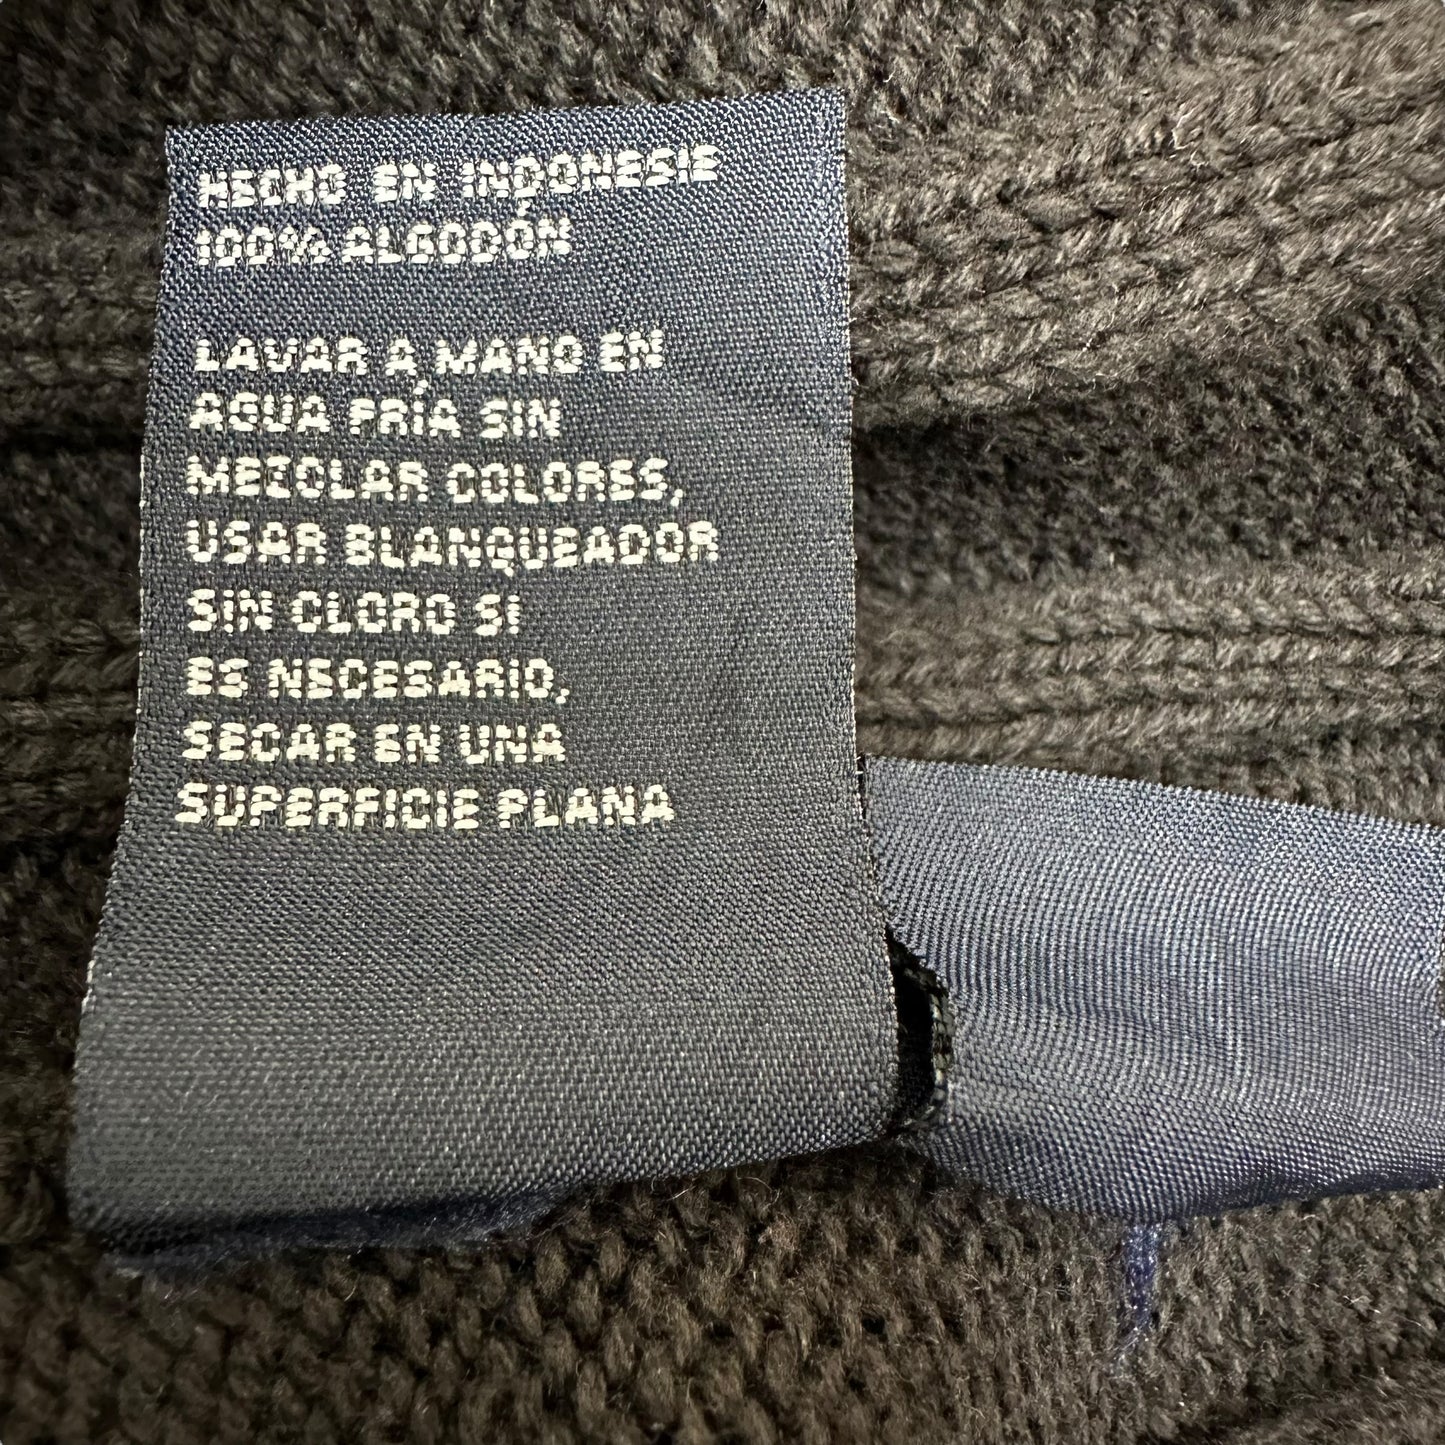 HECHO EN INDONESIE
100% ALGODÓN
LAVAR A MANO EN
AGUA FRÍA SIN
MEZCLAR COLORES,
USAR BLANQUEADOR
SIN CLORO SI
ES NECESARIO,
SECAR EN UNA
SUPERFICIE PLANA